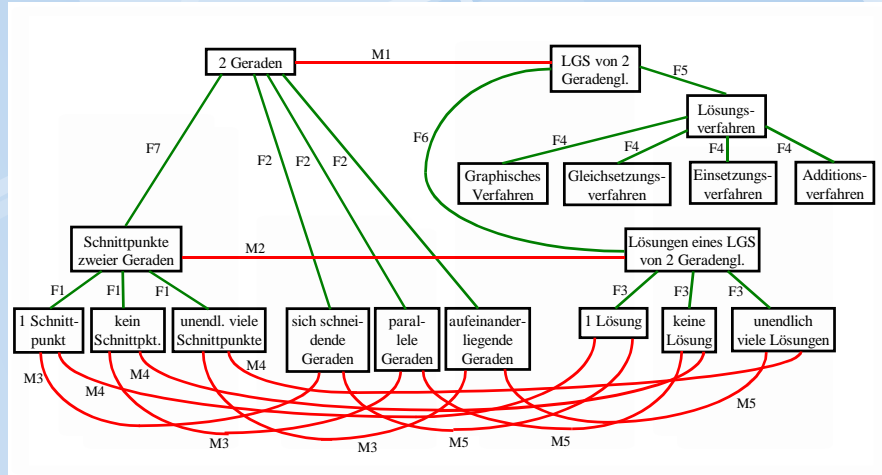 M1
2 Geraden
LGS von 2
Geradengl.
F5
Lösungs-
verfahren
F6
F7
F2
F2
F2
F4
F4
F4
F4
Graphisches
Verfahren
Gleichsetzungs-
verfahren
Einsetzungs-
verfahren
Additions-
verfahren
Schnittpunkte
zweier Geraden
M2
Lösungen eines LGS
von 2 Geradengl.
F1
F1
F1
F3
F3
F3
1 Schnitt-
punkt
kein
Schnittpkt.
unendl. viele
Schnittpunkte
sich schnei-
dende
Geraden
paral-
lele
Geraden
aufeinander-
liegende
Geraden
1 Lösung
keine
Lösung
unendlich
viele Lösungen
M3
M4
M4
M4
M3
M3
M5
M5
M5